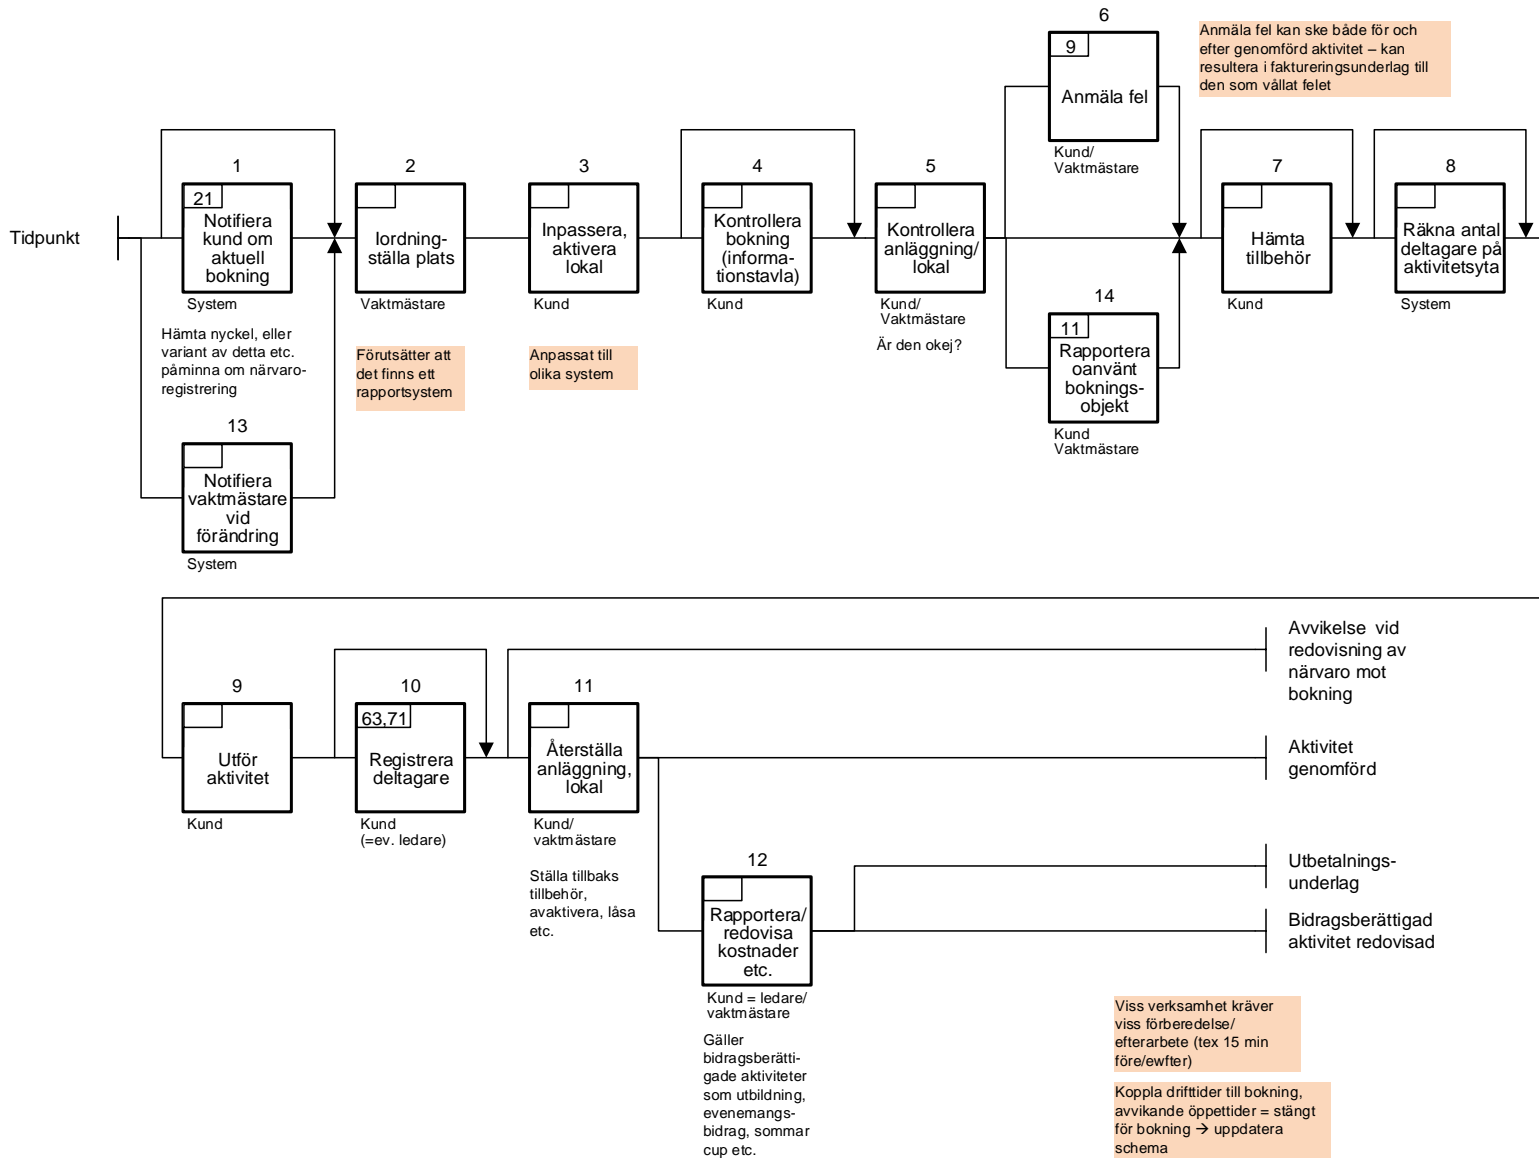 6
9
Anmäla fel
Kund/
Vaktmästare
Anmäla fel kan ske både för och
efter genomförd aktivitet – kan
resultera i faktureringsunderlag till
den som vållat felet
Tidpunkt
1
21
Notifiera
kund om
aktuell
bokning
System
Hämta nyckel, eller
variant av detta etc.
påminna om närvaro-
registrering
2
Iordning-
ställa plats
Vaktmästare
Förutsätter att
det finns ett
rapportsystem
3
Inpassera,
aktivera
lokal
Kund
Anpassat till
olika system
4
Kontrollera
bokning
(informa-
tionstavla)
Kund
5
Kontrollera
anläggning/
lokal
Kund/
Vaktmästare
Är den okej?
14
11
Rapportera
oanvänt
boknings-
objekt
Kund
Vaktmästare
7
Hämta
tillbehör
Kund
8
Räkna antal
deltagare på
aktivitetsyta
System
13
Notifiera
vaktmästare
vid
förändring
System
9
Utför
aktivitet
Kund
10
63,71
Registrera
deltagare
Kund
(=ev. ledare)
11
Återställa
anläggning,
lokal
Kund/
vaktmästare
Ställa tillbaks
tillbehör,
avaktivera, låsa
etc.
12
Rapportera/
redovisa
kostnader
etc.
Kund = ledare/
vaktmästare
Gäller
bidragsberätti-
gade aktiviteter
som utbildning,
evenemangs-
bidrag, sommar
cup etc.
Avvikelse vid
redovisning av
närvaro mot
bokning
Aktivitet
genomförd
Utbetalnings-
underlag
Bidragsberättigad
aktivitet redovisad
Viss verksamhet kräver
viss förberedelse/
efterarbete (tex 15 min
före/ewfter)
Koppla drifttider till bokning,
avvikande öppettider = stängt
för bokning → uppdatera
schema